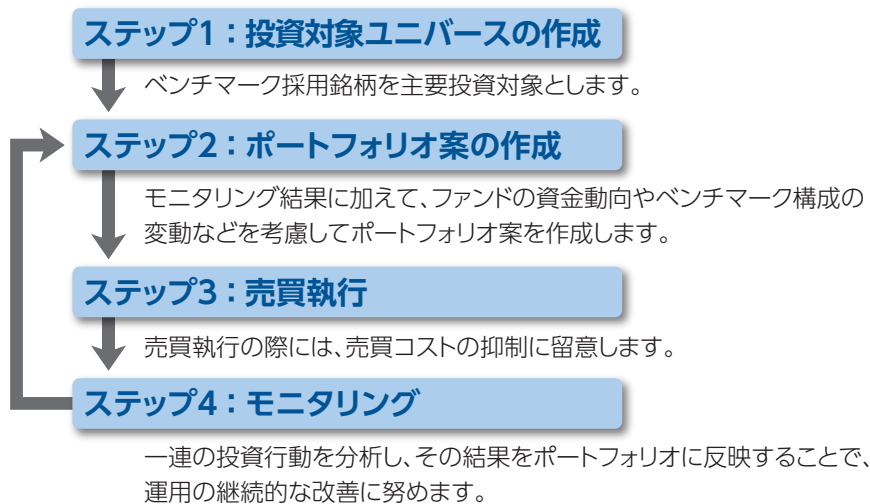 ステップ1：投資対象ユニバースの作成
ベンチマーク採用銘柄を主要投資対象とします。
ステップ2：ポートフォリオ案の作成
モニタリング結果に加えて、ファンドの資金動向やベンチマーク構成の
変動などを考慮してポートフォリオ案を作成します。
ステップ3：売買執行
売買執行の際には、売買コストの抑制に留意します。
ステップ4：モニタリング
一連の投資行動を分析し、その結果をポートフォリオに反映することで、
運用の継続的な改善に努めます。